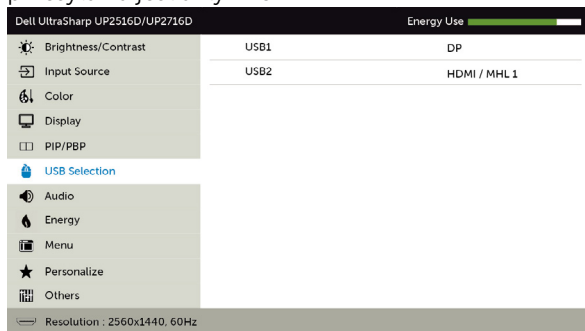 Dell UltraSharp UP2516D/UP2716D Energy Use
Brightness/Contrast USB1 DP
Input Source USB2 HDMI / MHL 1
Color
Display
PIP/PBP
USB Selection
Audio
Energy
Menu
Personalize
Others
Resolution : 2560x1440, 60Hz